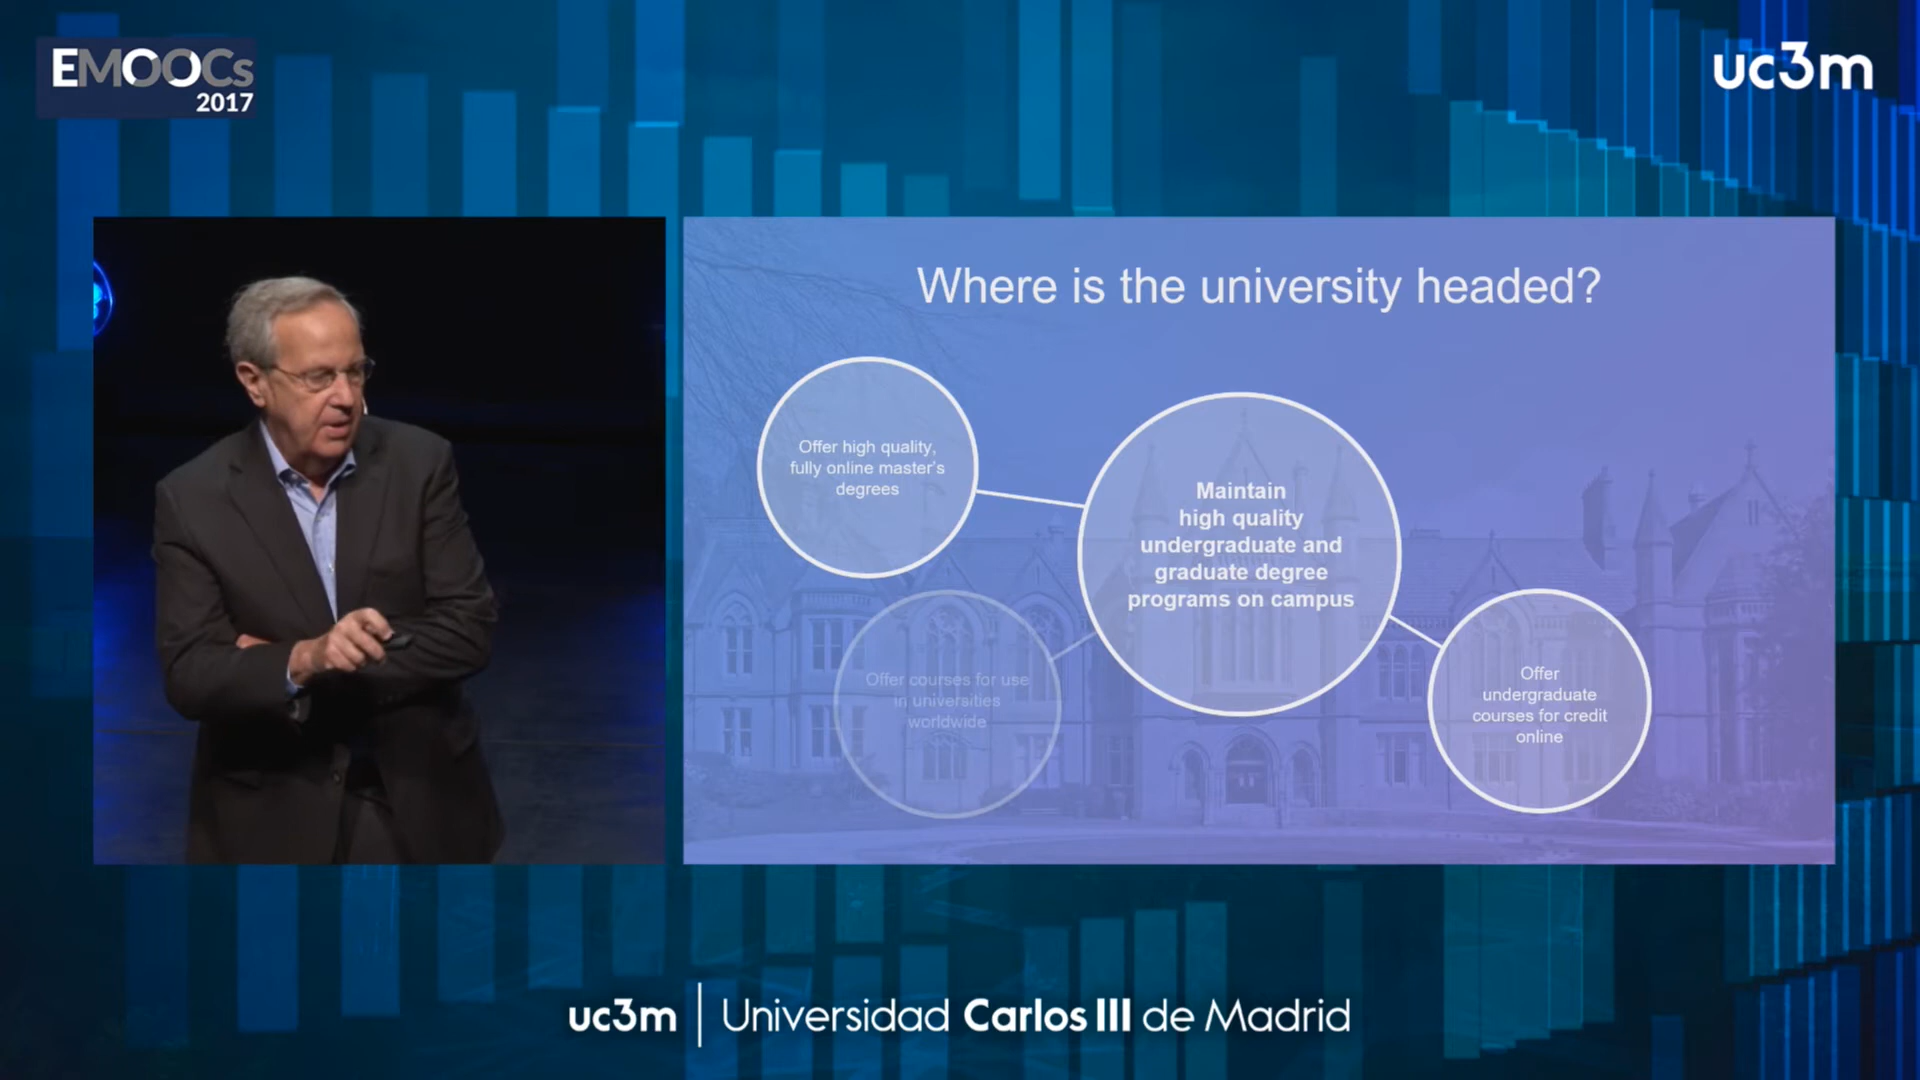 EMOOCs
2017
uc3m
Where is the university headed?
Offer high quality,
fully online master's
degrees
Maintain
high quality
undergraduate and
graduate degree
programs on campus
Offer courses for use
in universities
worldwide
Offer
undergraduate
courses for credit
online
uc3m | Universidad Carlos III de Madrid